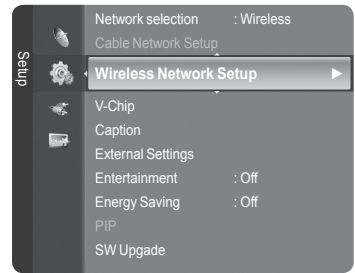 Setup
Network selection : Wireless
Cable Network Setup
Wireless Network Setup
V-Chip
Caption
External Settings
Entertainment : Off
Energy Saving : Off
PIP
SW Upgade